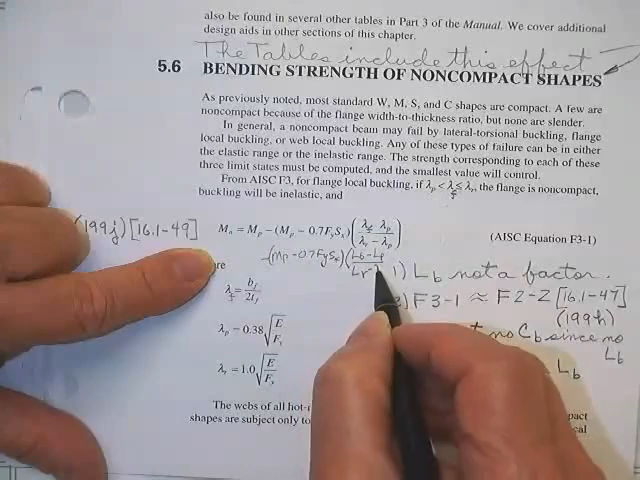 also be found in several other tables in Part 3 of the Manual. We cover additional
design aids in other sections of this chapter.
The Tables include this effect
5.6 BENDING STRENGTH OF NONCOMPACT SHAPES
As previously noted, most standard W, M, S, and C shapes are compact. A few are
noncompact because of the flange width-to-thickness ratio, but none are slender.
In general, a noncompact beam may fail by lateral-torsional buckling, flange
local buckling, or web local buckling. Any of these types of failure can be in either
the elastic range or the inelastic range. The strength corresponding to each of these
three limit states must be computed, and the smallest value will control.
From AISC F3, for flange local buckling, if λp < λf ≤ λr, the flange is noncompact,
buckling will be inelastic, and
(199j) [16.1-49] Mn = Mp − (Mp − 0.7FySx) (λf − λp / λr − λp) (AISC Equation F3-1)
-(Mp -0.7FySx) (Lb-Lp
1) Lb not a factor.
λf = bf / 2tf
2) F3-1 ≈ F2-2 [16.1-47]
(199h)
λp = 0.38 √E/Fy
no Cb since no
Lb
λr = 1.0 √E/Fy
Lb
The webs of all hot-
shapes are subject only to